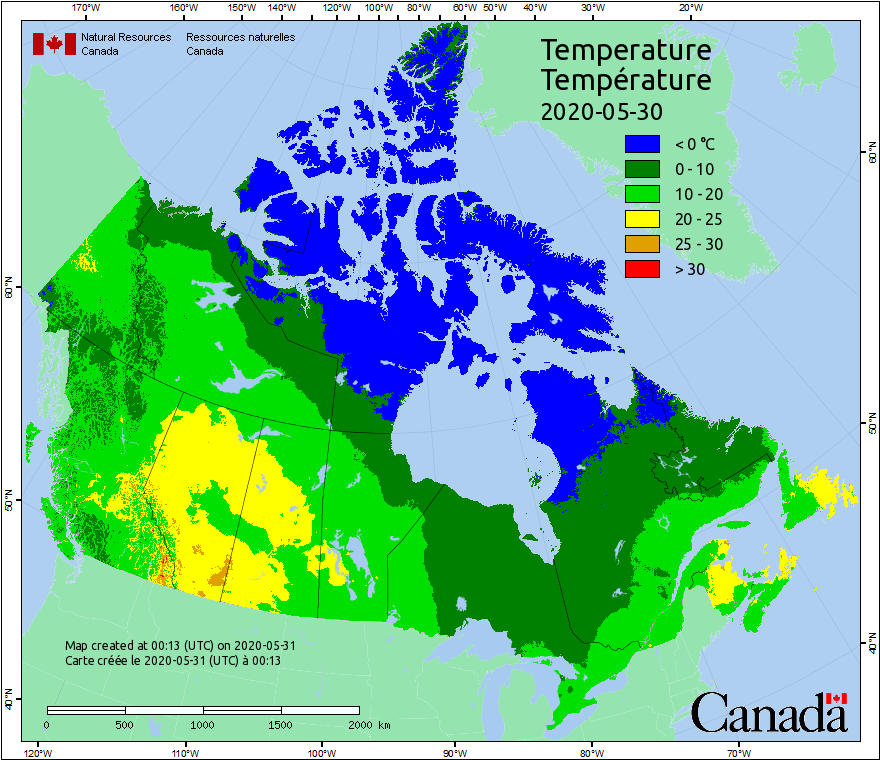 170°W 160°W 150°W 140°W 130°W 120°W 110°W 100°W 80°W 60°W 50°W 40°W 30°W 20°W
Natural Resources Canada
Ressources naturelles Canada
Temperature
Température
2020-05-30
< 0 °C
0 - 10
10 - 20
20 - 25
25 - 30
> 30
60°N
50°N
40°N
60°N
50°N
40°N
Map created at 00:13 (UTC) on 2020-05-31
Carte créée le 2020-05-31 (UTC) à 00:13
0 500 1000 1500 2000 km
Canada
120°W 110°W 100°W 90°W 80°W 70°W